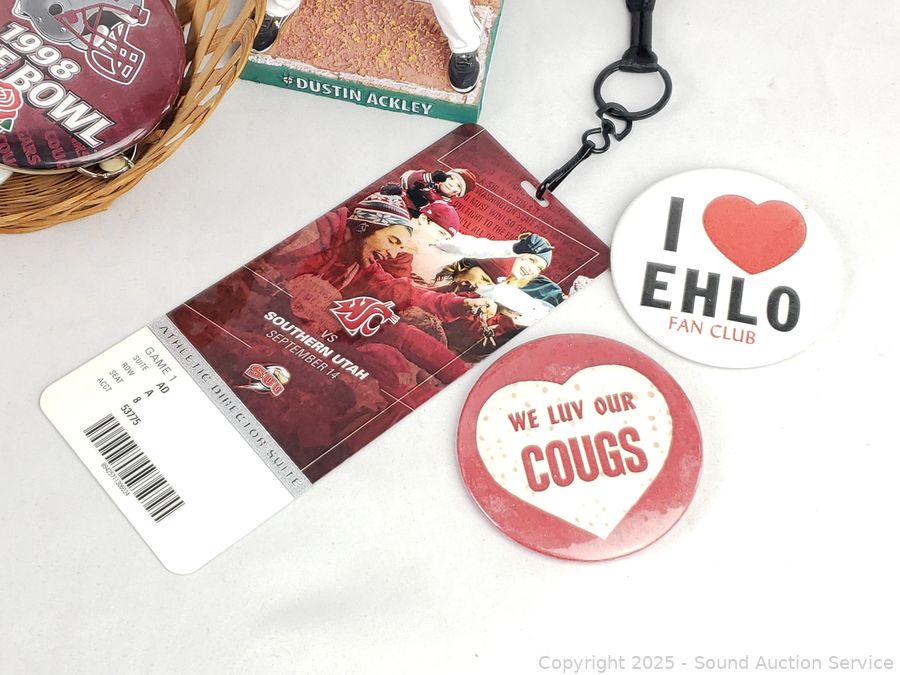 1998
E BOWL
DUSTIN ACKLEY
VS
SOUTHERN UTAH
SEPTEMBER 14
SUU
ATHLETIC DIRECTOR SUITE
GAME 1
SUITE AD
ROW A
SEAT 8
ACCT 53775
I
EHLO
FAN CLUB
WE LUV OUR
COUGS
Copyright © 2025 - Sound Auction Service